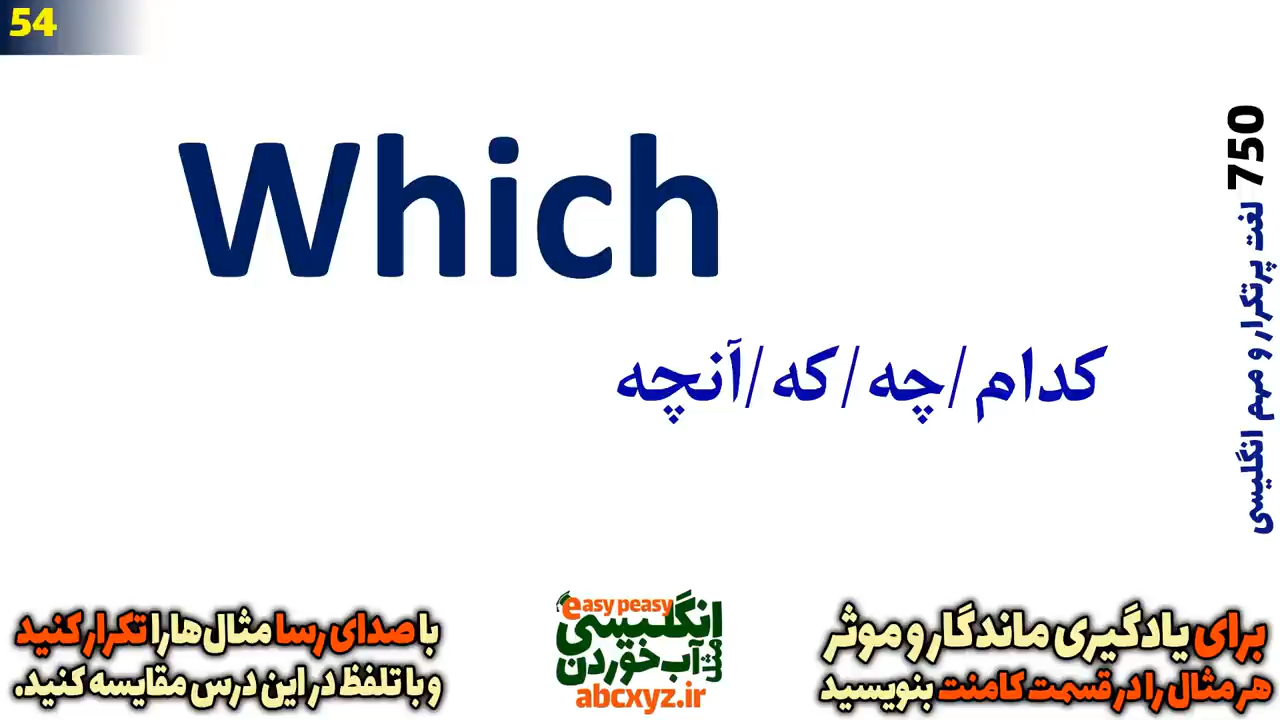 54
Which
کدام/چه/که/آنچه
750 لغت پرتکرار و مهم انگلیسی
با صدای رسا مثال‌ها را تکرار کنید
و با تلفظ در این درس مقایسه کنید.
easy peasy
انگلیسی
مثل آب خوردن
abcxyz.ir
برای یادگیری ماندگار و موثر
هر مثال را در قسمت کامنت بنویسید